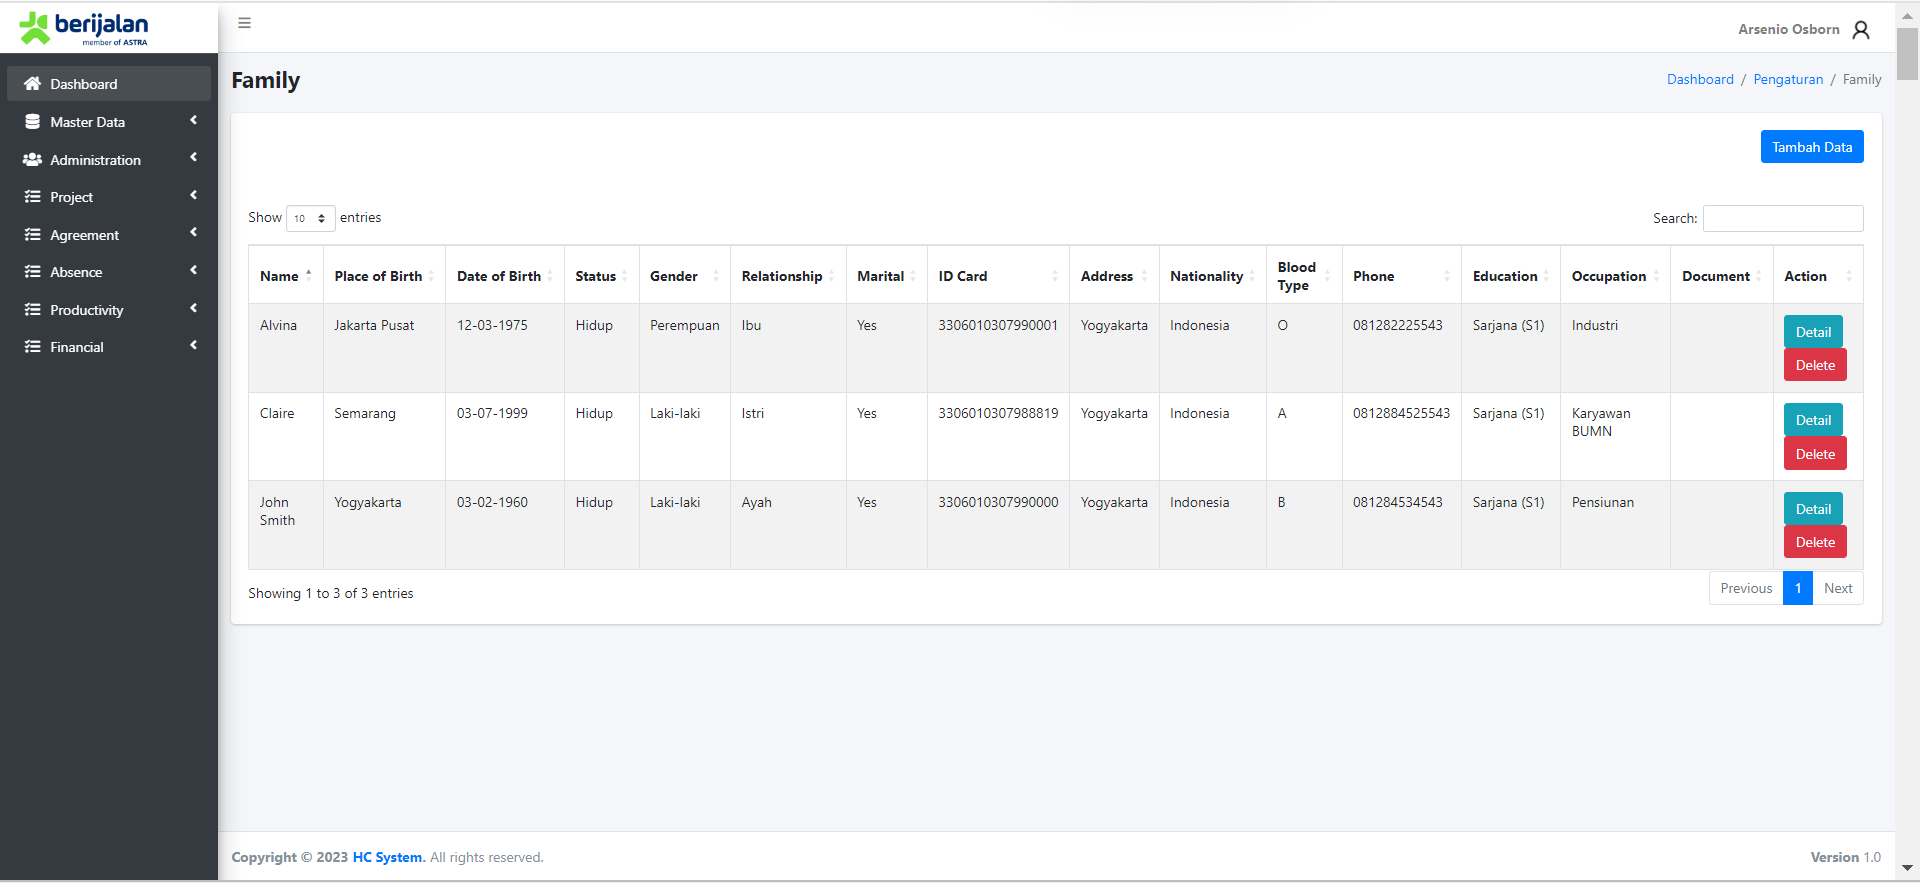 berijalan
member of ASTRA
Arsenio Osborn
Dashboard
Master Data
Administration
Project
Agreement
Absence
Productivity
Financial
Family
Dashboard / Pengaturan / Family
Tambah Data
Show 10 entries
Search:
Name Place of Birth Date of Birth Status Gender Relationship Marital ID Card Address Nationality Blood Type Phone Education Occupation Document Action
Alvina Jakarta Pusat 12-03-1975 Hidup Perempuan Ibu Yes 3306010307990001 Yogyakarta Indonesia O 081282225543 Sarjana (S1) Industri Detail
Delete
Claire Semarang 03-07-1999 Hidup Laki-laki Istri Yes 3306010307988819 Yogyakarta Indonesia A 0812884525543 Sarjana (S1) Karyawan BUMN Detail
Delete
John Smith Yogyakarta 03-02-1960 Hidup Laki-laki Ayah Yes 3306010307990000 Yogyakarta Indonesia B 081284534543 Sarjana (S1) Pensiunan Detail
Delete
Showing 1 to 3 of 3 entries
Previous 1 Next
Copyright © 2023 HC System. All rights reserved.
Version 1.0